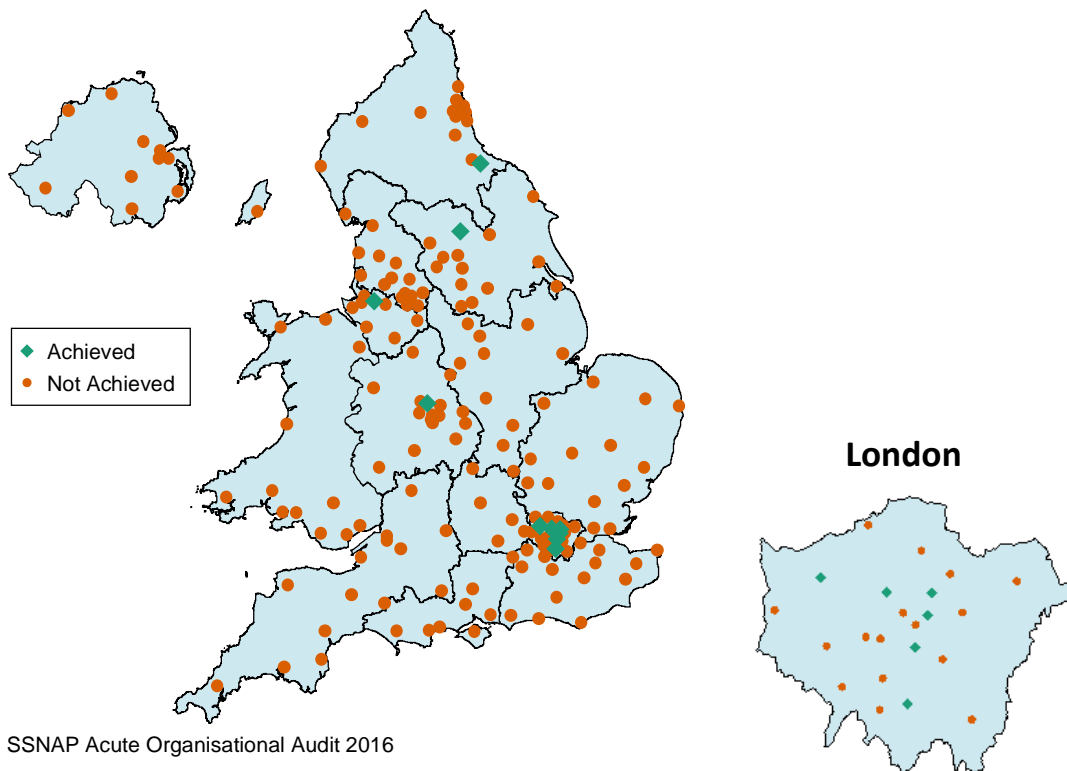 Achieved
Not Achieved
London
SSNAP Acute Organisational Audit 2016